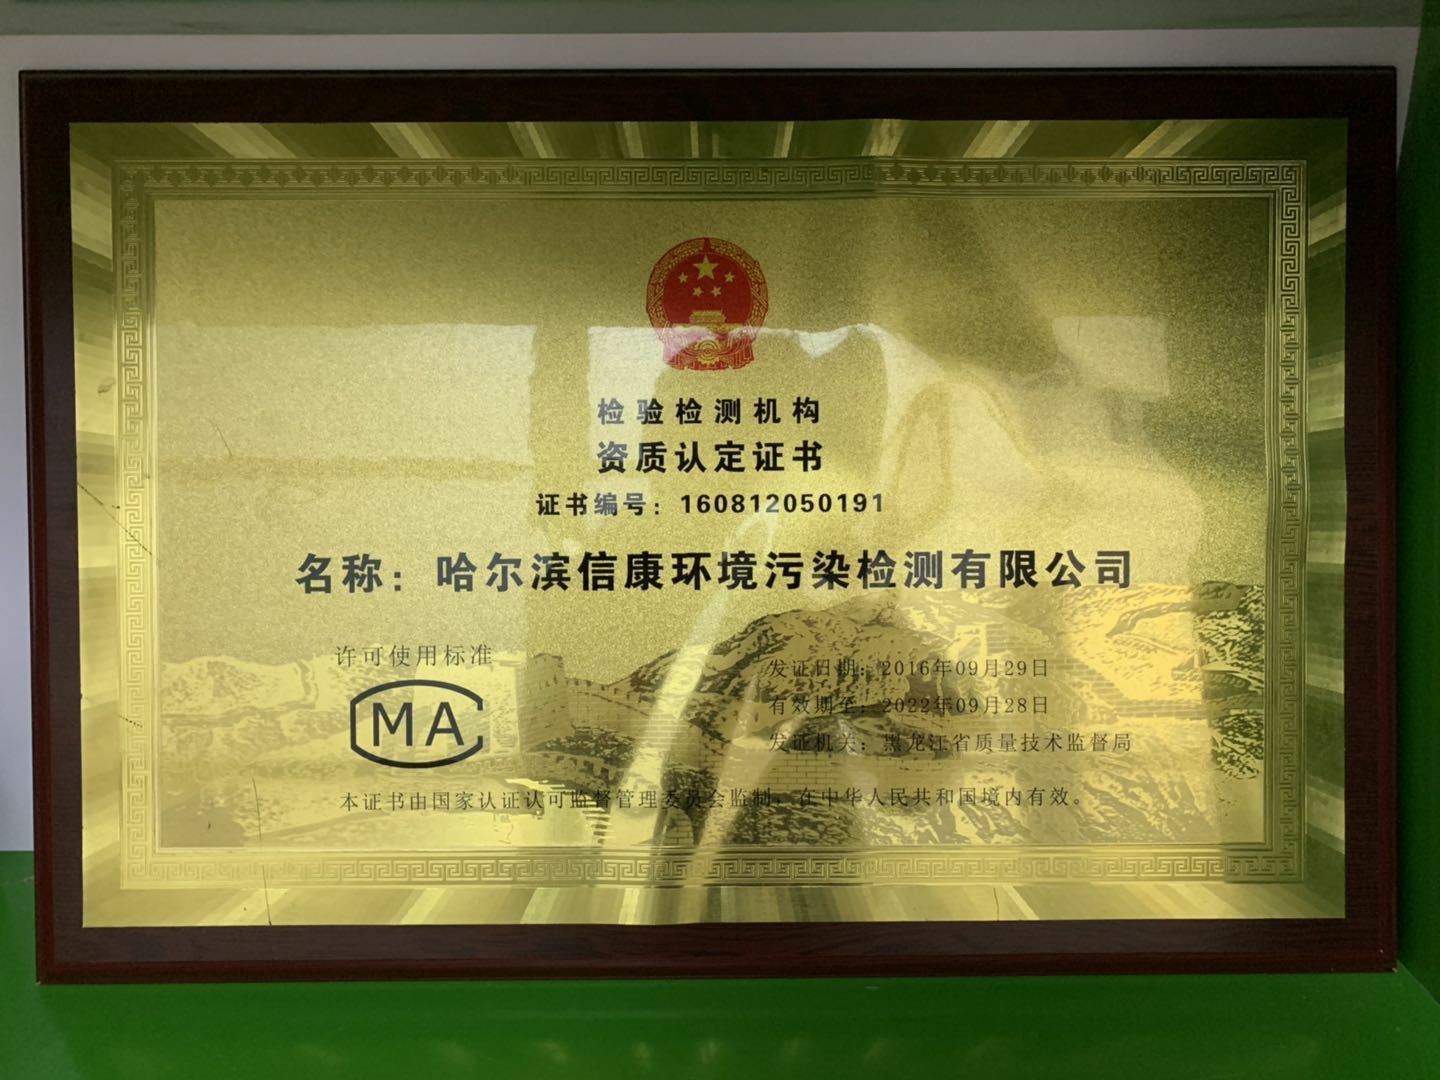 检验检测机构
资质认定证书
证书编号：160812050191
名称：哈尔滨信康环境污染检测有限公司
许可使用标准
MA
发证日期：2016年09月29日
有效期至：2022年09月28日
发证机关：黑龙江省质量技术监督局
本证书由国家认证认可监督管理委员会监制，在中华人民共和国境内有效。